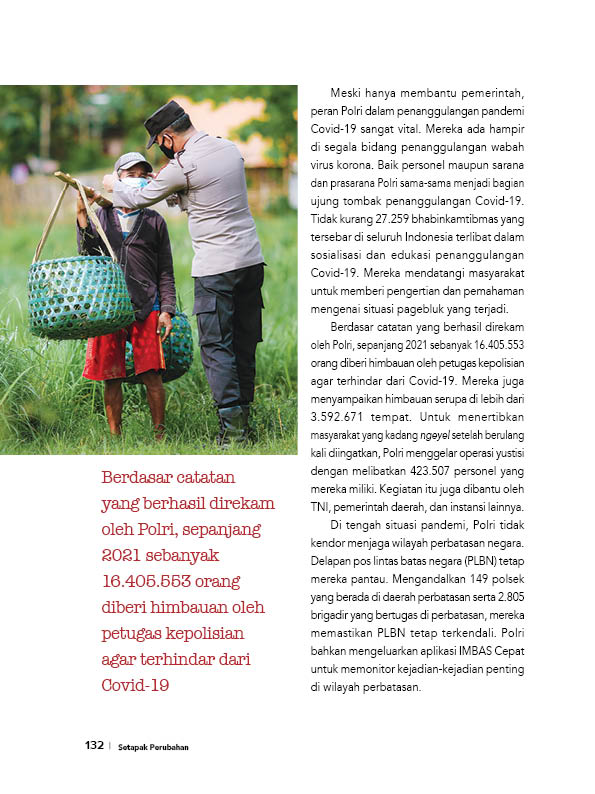 Meski hanya membantu pemerintah,
peran Polri dalam penanggulangan pandemi
Covid-19 sangat vital. Mereka ada hampir
di segala bidang penanggulangan wabah
virus korona. Baik personel maupun sarana
dan prasarana Polri sama-sama menjadi bagian
ujung tombak penanggulangan Covid-19.
Tidak kurang 27.259 bhabinkamtibmas yang
tersebar di seluruh Indonesia terlibat dalam
sosialisasi dan edukasi penanggulangan
Covid-19. Mereka mendatangi masyarakat
untuk memberi pengertian dan pemahaman
mengenai situasi pagebluk yang terjadi.
Berdasar catatan yang berhasil direkam
oleh Polri, sepanjang 2021 sebanyak 16.405.553
orang diberi himbauan oleh petugas kepolisian
agar terhindar dari Covid-19. Mereka juga
menyampaikan himbauan serupa di lebih dari
3.592.671 tempat. Untuk menertibkan
masyarakat yang kadang ngeyel setelah berulang
kali diingatkan, Polri menggelar operasi yustisi
dengan melibatkan 423.507 personel yang
mereka miliki. Kegiatan itu juga dibantu oleh
TNI, pemerintah daerah, dan instansi lainnya.
Di tengah situasi pandemi, Polri tidak
kendor menjaga wilayah perbatasan negara.
Delapan pos lintas batas negara (PLBN) tetap
mereka pantau. Mengandalkan 149 polsek
yang berada di daerah perbatasan serta 2.805
brigadir yang bertugas di perbatasan, mereka
memastikan PLBN tetap terkendali. Polri
bahkan mengeluarkan aplikasi IMBAS Cepat
untuk memonitor kejadian-kejadian penting
di wilayah perbatasan.
Berdasar catatan
yang berhasil direkam
oleh Polri, sepanjang
2021 sebanyak
16.405.553 orang
diberi himbauan oleh
petugas kepolisian
agar terhindar dari
Covid-19
132 | Setapak Perubahan